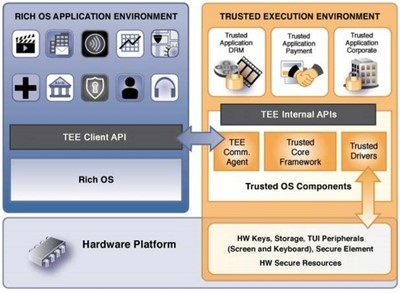 RICH OS APPLICATION ENVIRONMENT
TEE Client API
Rich OS
TRUSTED EXECUTION ENVIRONMENT
Trusted
Application
DRM
Trusted
Application
Payment
Trusted
Application
Corporate
TEE Internal APIs
TEE
Comm.
Agent
Trusted
Core
Framework
Trusted
Drivers
Trusted OS Components
Hardware Platform
HW Keys, Storage, TUI Peripherals
(Screen and Keyboard), Secure Element
HW Secure Resources